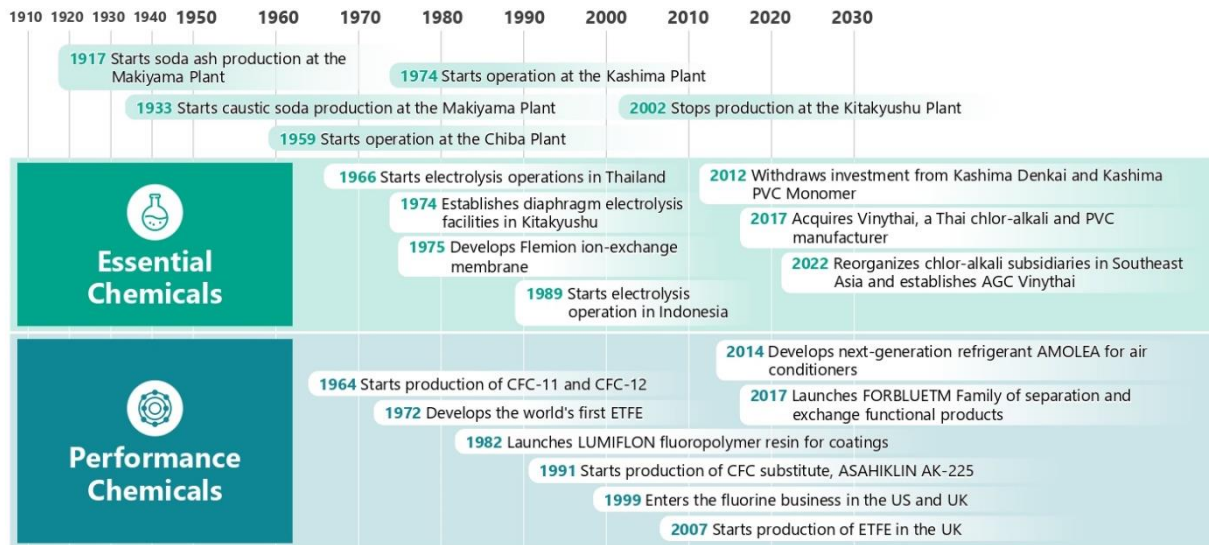 1910 1920 1930 1940 1950 1960 1970 1980 1990 2000 2010 2020 2030
1917 Starts soda ash production at the
Makiyama Plant
1974 Starts operation at the Kashima Plant
1933 Starts caustic soda production at the Makiyama Plant
2002 Stops production at the Kitakyushu Plant
1959 Starts operation at the Chiba Plant
Essential
Chemicals
1966 Starts electrolysis operations in Thailand
1974 Establishes diaphragm electrolysis
facilities in Kitakyushu
1975 Develops Flemion ion-exchange
membrane
1989 Starts electrolysis
operation in Indonesia
2012 Withdraws investment from Kashima Denkai and Kashima
PVC Monomer
2017 Acquires Vinythai, a Thai chlor-alkali and PVC
manufacturer
2022 Reorganizes chlor-alkali subsidiaries in Southeast
Asia and establishes AGC Vinythai
Performance
Chemicals
1964 Starts production of CFC-11 and CFC-12
1972 Develops the world's first ETFE
2014 Develops next-generation refrigerant AMOLEA for air
conditioners
2017 Launches FORBLUETM Family of separation and
exchange functional products
1982 Launches LUMIFLON fluoropolymer resin for coatings
1991 Starts production of CFC substitute, ASAHIKLIN AK-225
1999 Enters the fluorine business in the US and UK
2007 Starts production of ETFE in the UK